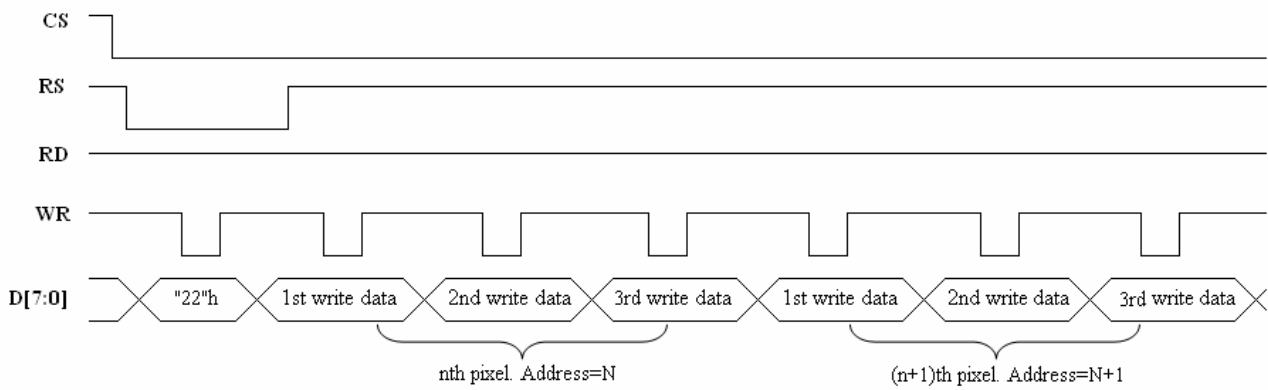 CS
RS
RD
WR
D[7:0] "22"h 1st write data 2nd write data 3rd write data 1st write data 2nd write data 3rd write data
nth pixel. Address=N (n+1)th pixel. Address=N+1